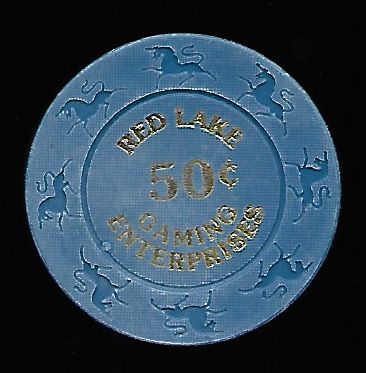 RED LAKE
50¢
GAMING
ENTERPRISES